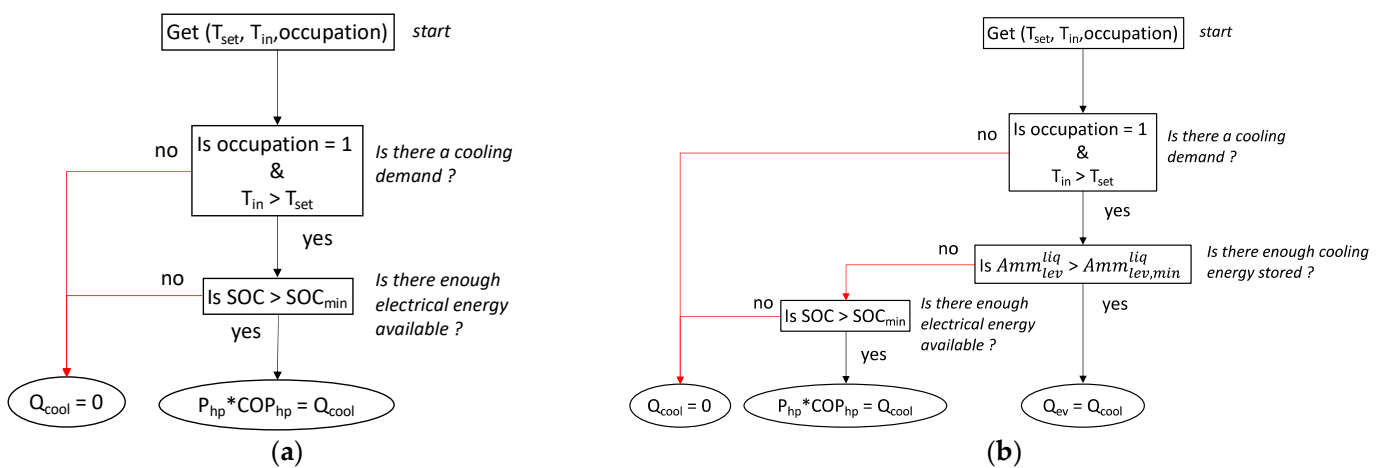 Get (Tset, Tin,occupation)
start
Is occupation = 1
&
Tin > Tset
Is there a cooling
demand ?
no
yes
Is SOC > SOCmin
Is there enough
electrical energy
available ?
no
yes
Qcool = 0
Php*COPhp = Qcool
(a)
Get (Tset, Tin,occupation)
start
Is occupation = 1
&
Tin > Tset
Is there a cooling
demand ?
no
yes
Is Amm^liq_lev > Amm^liq_lev,min
Is there enough cooling
energy stored ?
no
yes
Is SOC > SOCmin
Is there enough
electrical energy
available ?
no
yes
Qcool = 0
Php*COPhp = Qcool
Qev = Qcool
(b)